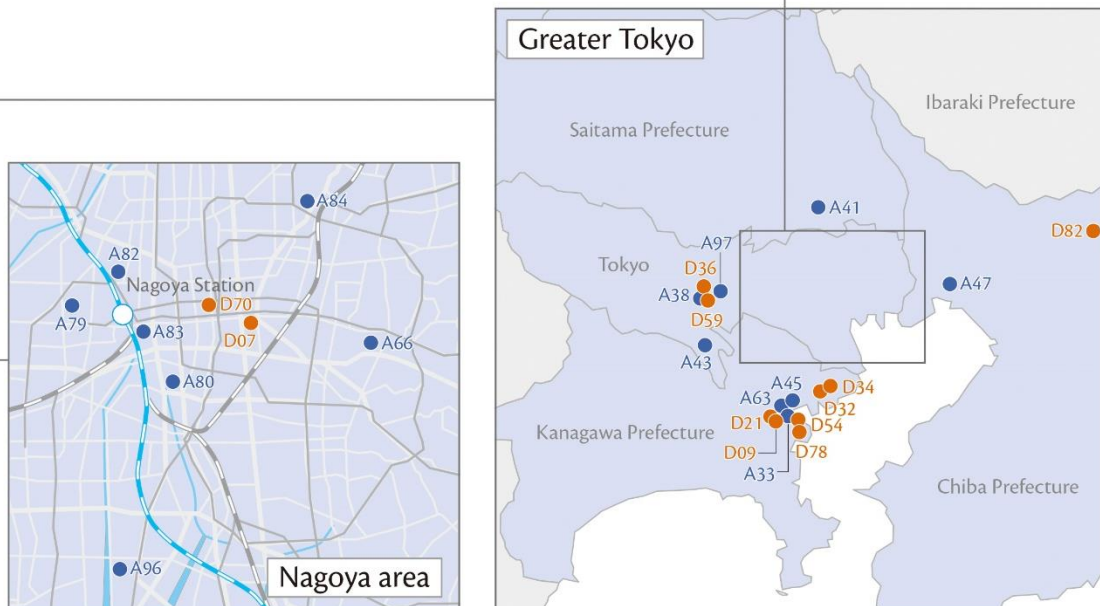 Greater Tokyo
Ibaraki Prefecture
Saitama Prefecture
A41
D82
A97
Tokyo
D36
A38
A47
D59
A43
A45
D34
A63
D32
D21
D54
Kanagawa Prefecture
D09
D78
A33
Chiba Prefecture
A84
A82
Nagoya Station
D70
A79
A83
D07
A66
A80
A96
Nagoya area